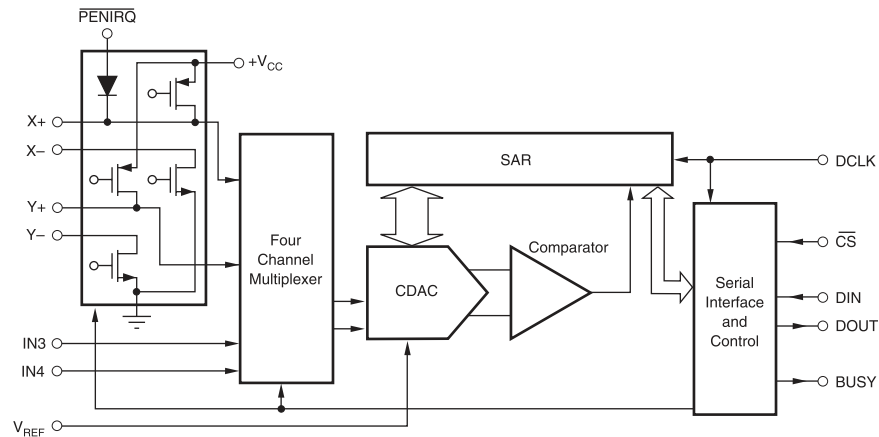 PENIRQ
+VCC
X+
X–
Y+
Y–
IN3
IN4
VREF
Four
Channel
Multiplexer
SAR
CDAC
Comparator
Serial
Interface
and
Control
DCLK
CS
DIN
DOUT
BUSY